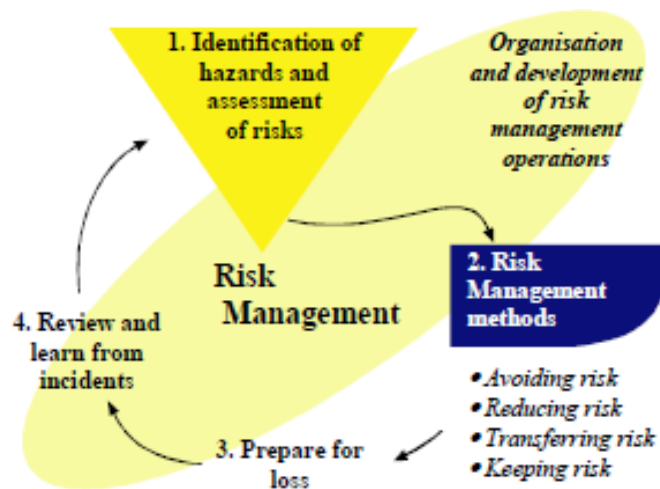 1. Identification of
hazards and
assessment
of risks
Organisation
and development
of risk
management
operations
Risk
Management
2. Risk
Management
methods
• Avoiding risk
• Reducing risk
• Transferring risk
• Keeping risk
3. Prepare for
loss
4. Review and
learn from
incidents